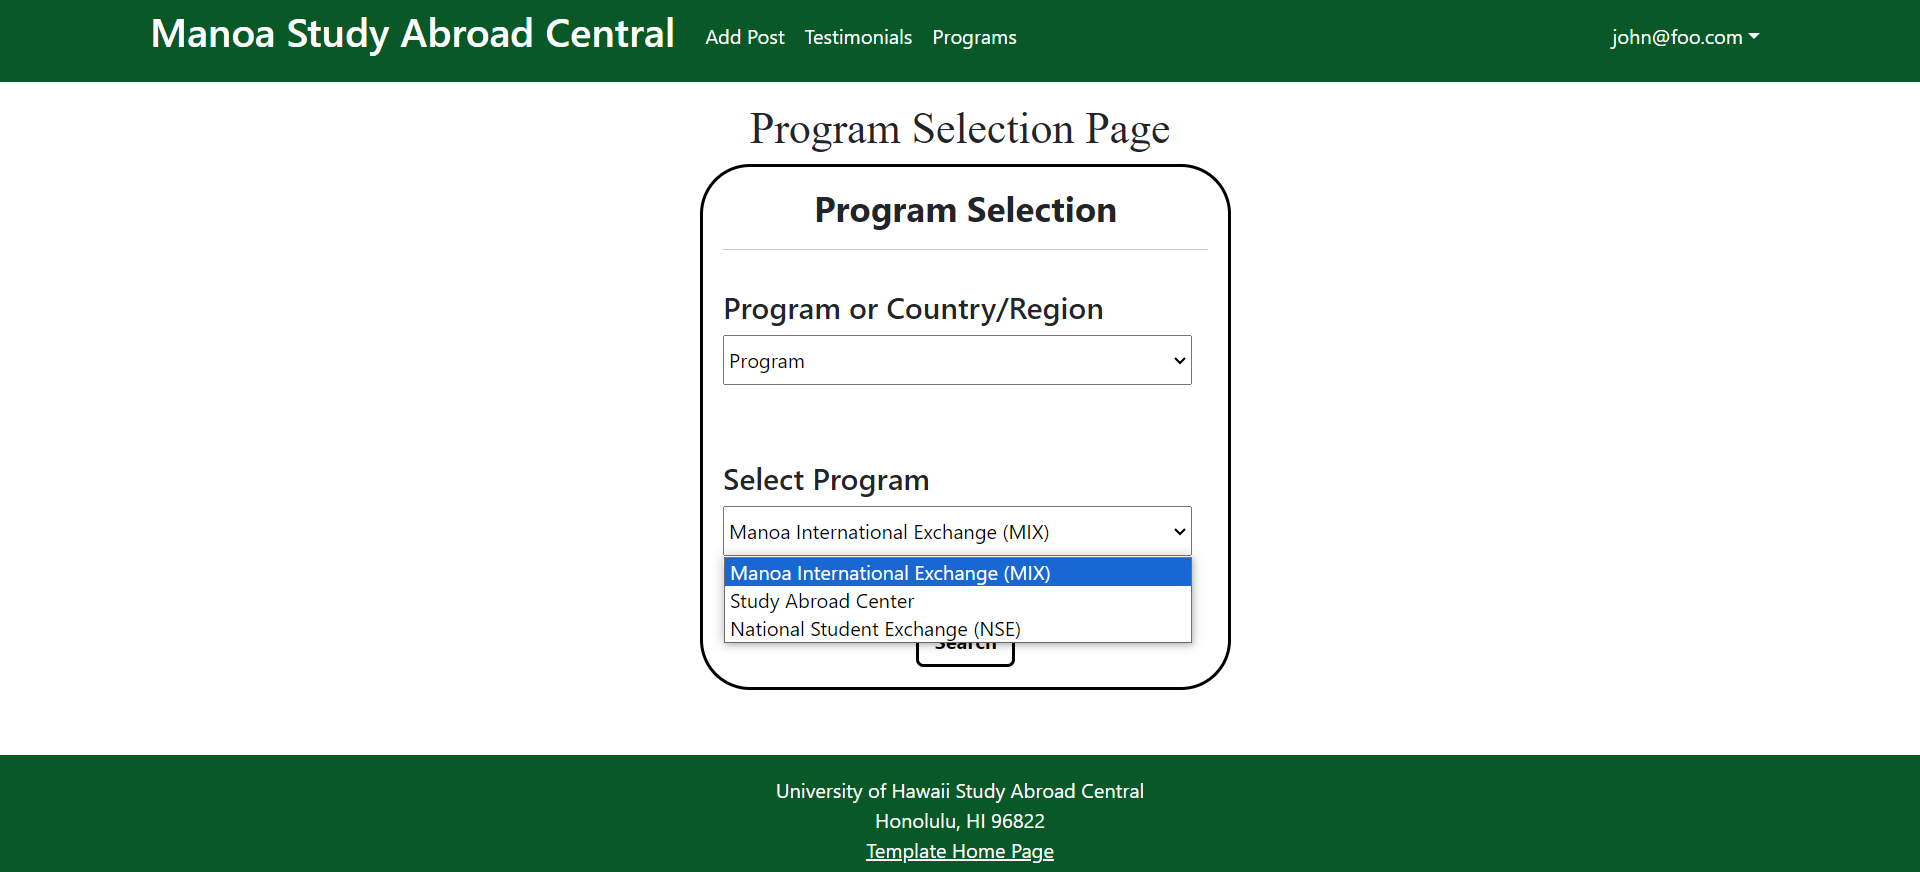 Manoa Study Abroad Central Add Post Testimonials Programs john@foo.com
Program Selection Page
Program Selection
Program or Country/Region
Program
Select Program
Manoa International Exchange (MIX)
Manoa International Exchange (MIX)
Study Abroad Center
National Student Exchange (NSE)
Search
University of Hawaii Study Abroad Central
Honolulu, HI 96822
Template Home Page